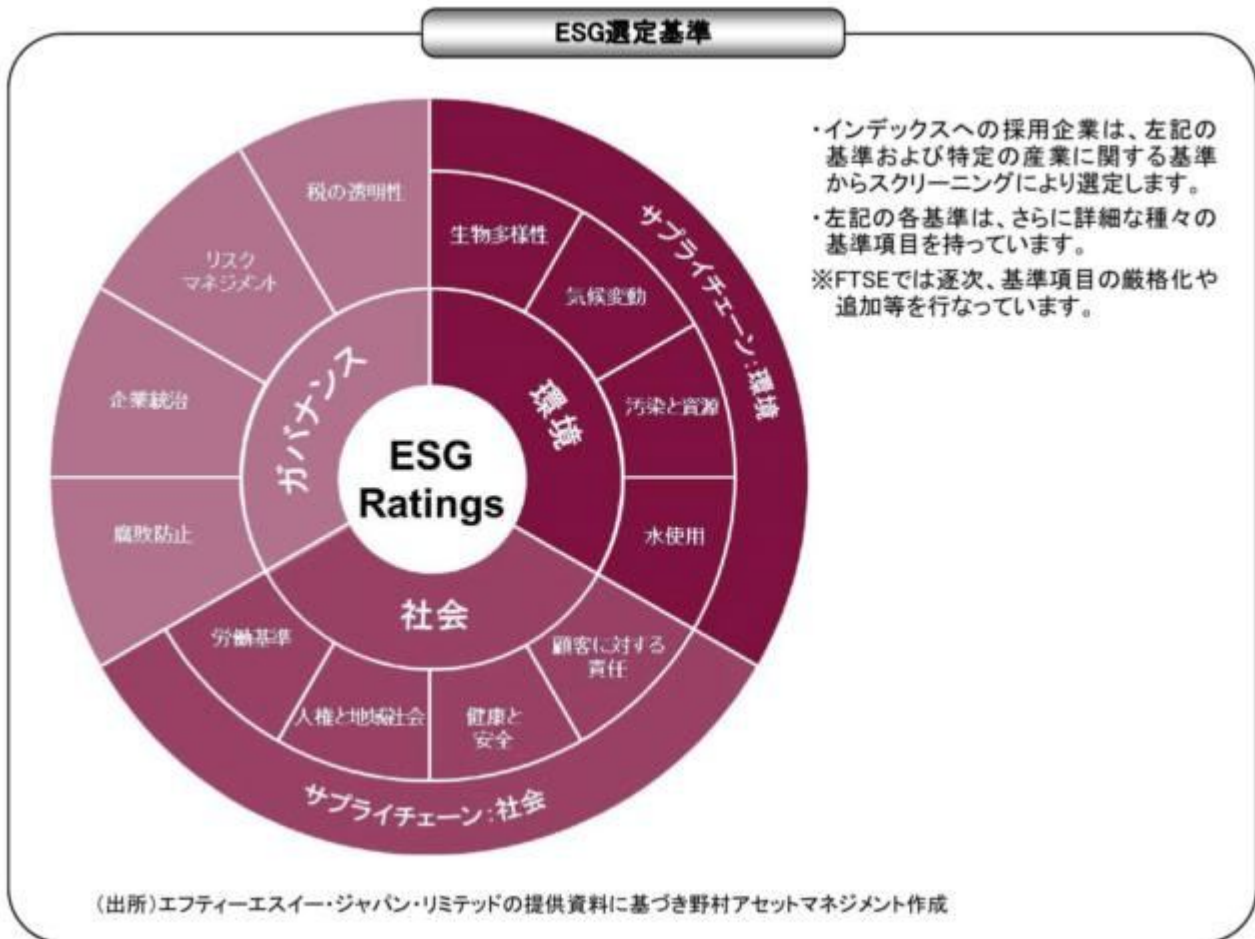 ESG選定基準
税の透明性
リスク
マネジメント
企業統治
腐敗防止
ガバナンス
生物多様性
気候変動
汚染と資源
水使用
環境
サプライチェーン:環境
ESG
Ratings
社会
労働基準
人権と地域社会
健康と
安全
顧客に対する
責任
サプライチェーン:社会
・インデックスへの採用企業は、左記の
基準および特定の産業に関する基準
からスクリーニングにより選定します。
・左記の各基準は、さらに詳細な種々の
基準項目を持っています。
※FTSEでは逐次、基準項目の厳格化や
追加等を行なっています。
(出所)エフティーエスイー・ジャパン・リミテッドの提供資料に基づき野村アセットマネジメント作成